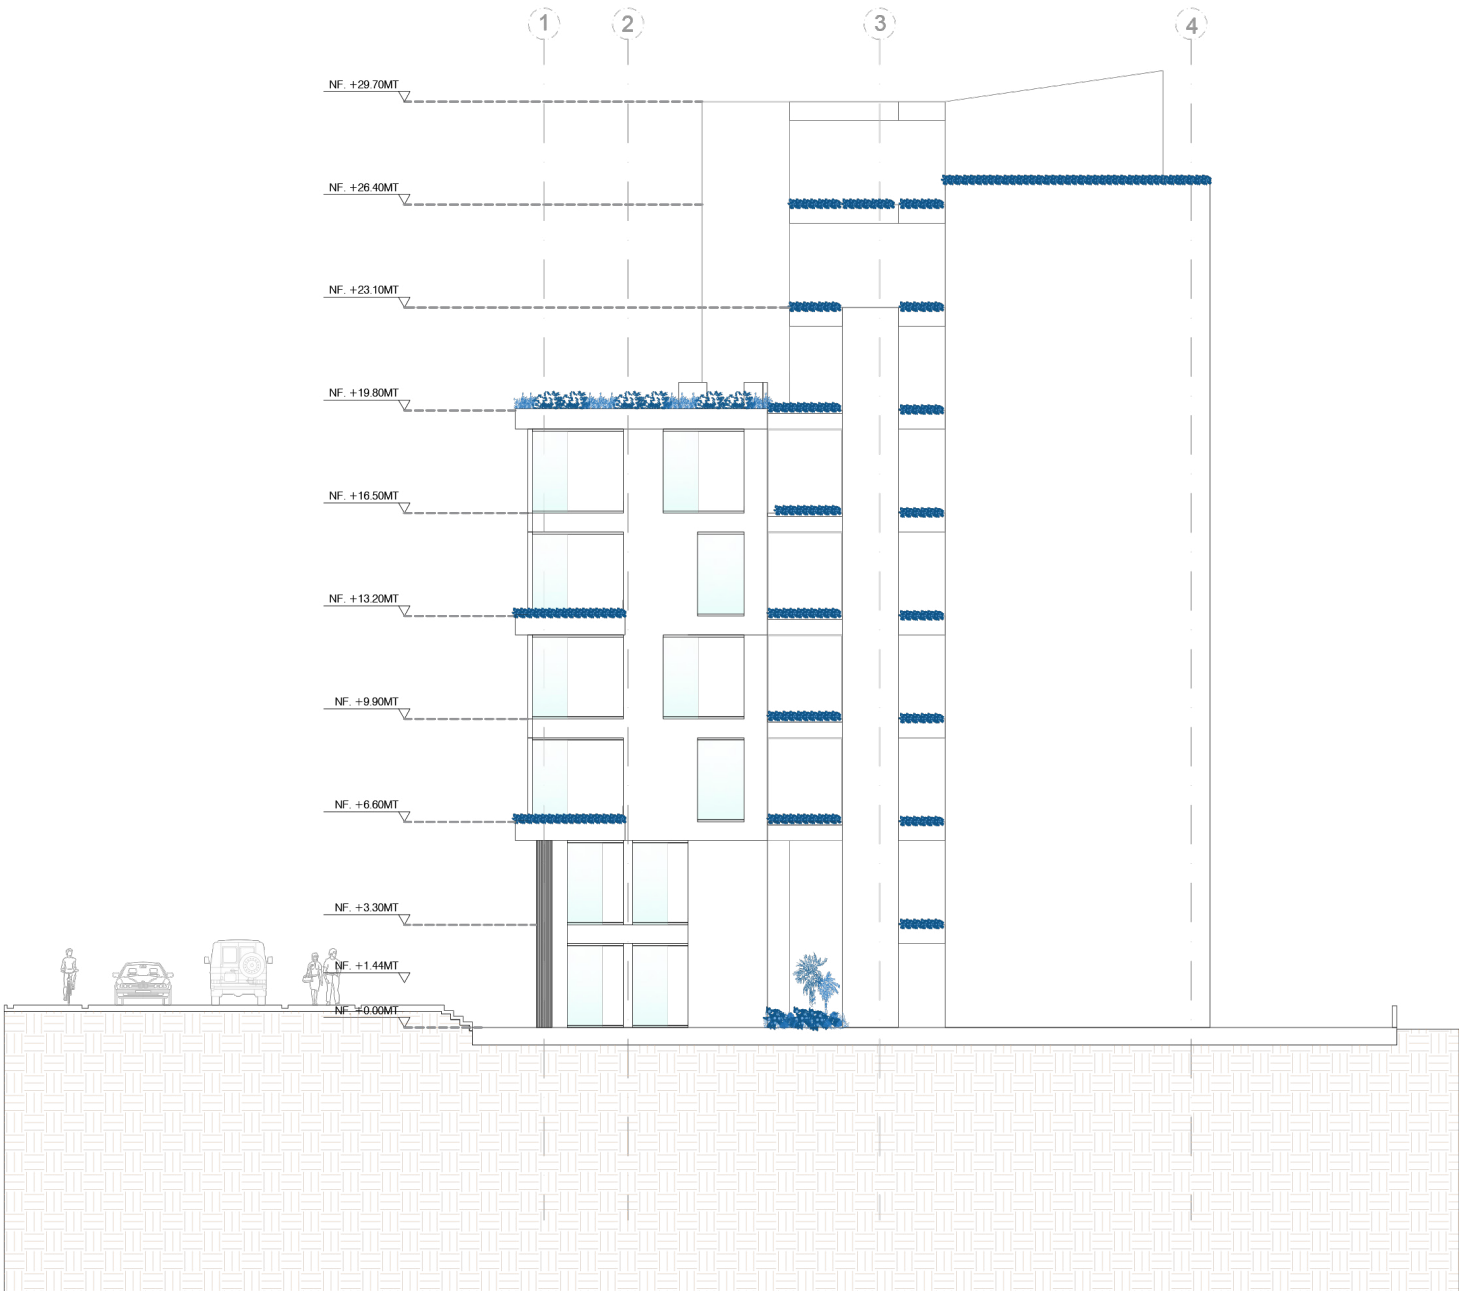 1 2 3 4
NF. +29.70MT
NF. +26.40MT
NF. +23.10MT
NF. +19.80MT
NF. +16.50MT
NF. +13.20MT
NF. +9.90MT
NF. +6.60MT
NF. +3.30MT
NF. +1.44MT
NF. +0.00MT